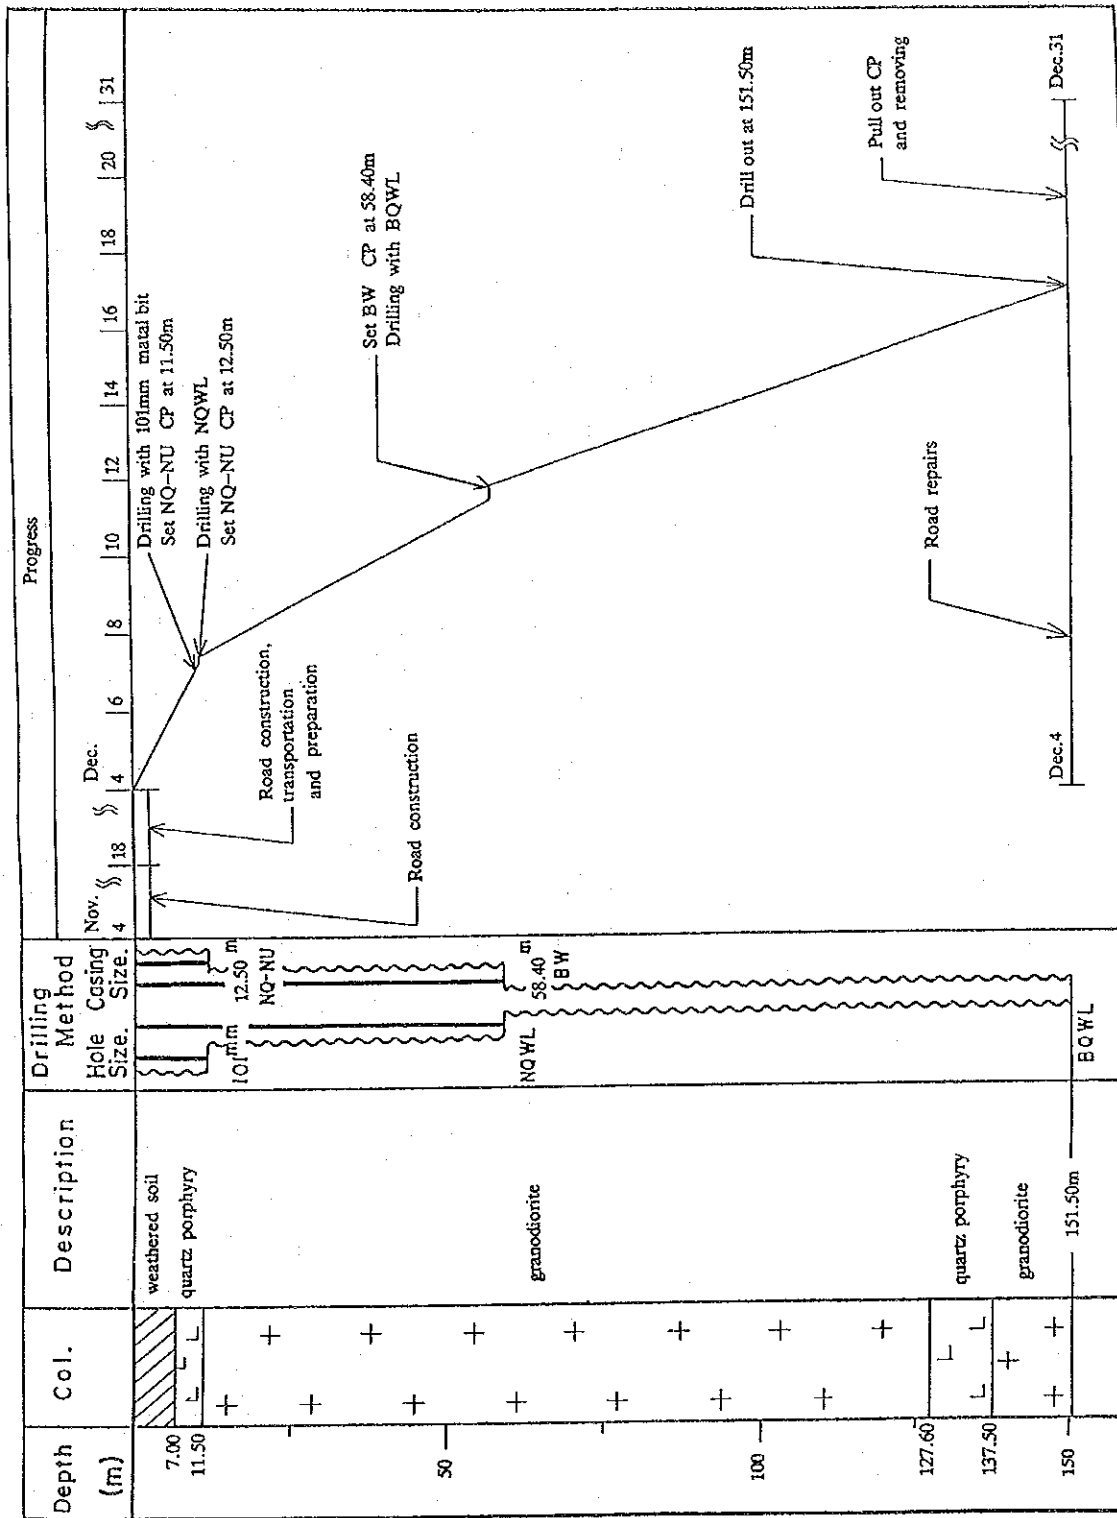 Progress
Depth
(m)
Col.
Description
Drilling
Method
Hole Casing
Size. Size.
Nov. Dec.
4 18 4 6 8 10 12 14 16 18 20 31
7.00
11.50
50
100
127.60
137.50
150
weathered soil
quartz porphyry
granodiorite
quartz porphyry
granodiorite
151.50m
101mm
12.50 m
NQ-NU
NQWL
58.40 m
BW
BQWL
Road construction
Road construction,
transportation
and preparation
Drilling with 101mm matal bit
Set NQ-NU CP at 11.50m
Drilling with NQWL
Set NQ-NU CP at 12.50m
Set BW CP at 58.40m
Drilling with BQWL
Drill out at 151.50m
Pull out CP
and removing
Road repairs
Dec.4
Dec.31